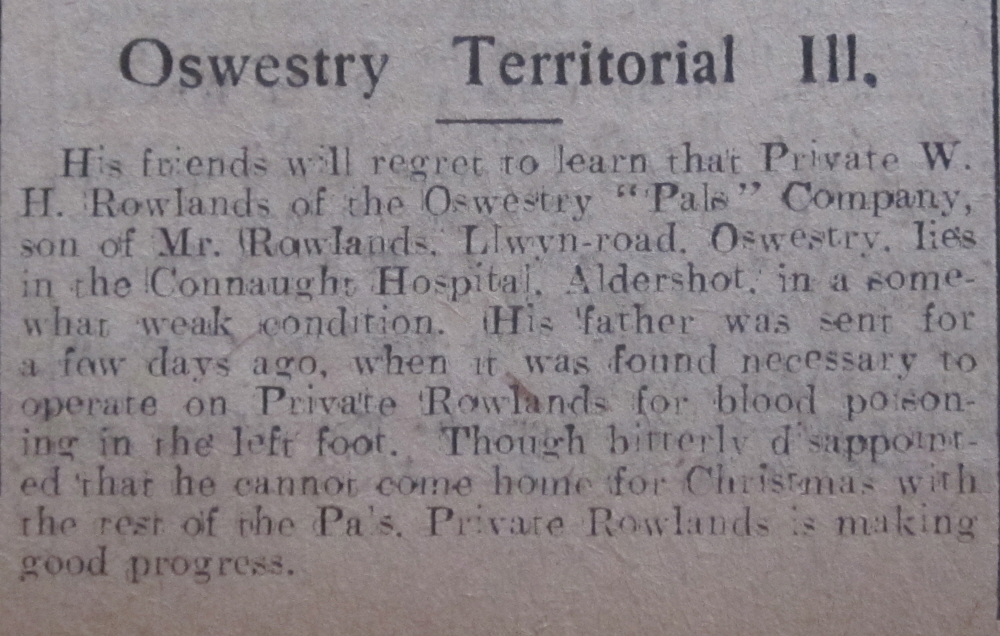 Oswestry Territorial Ill.
His friends will regret to learn that Private W.
H. Rowlands of the Oswestry "Pals" Company,
son of Mr. Rowlands, Llwyn-road, Oswestry, lies
in the Connaught Hospital, Aldershot, in a some-
what weak condition. His father was sent for
a few days ago, when it was found necessary to
operate on Private Rowlands for blood poison-
ing in the left foot. Though bitterly disappoint-
ed that he cannot come home for Christmas with
the rest of the Pals, Private Rowlands is making
good progress.